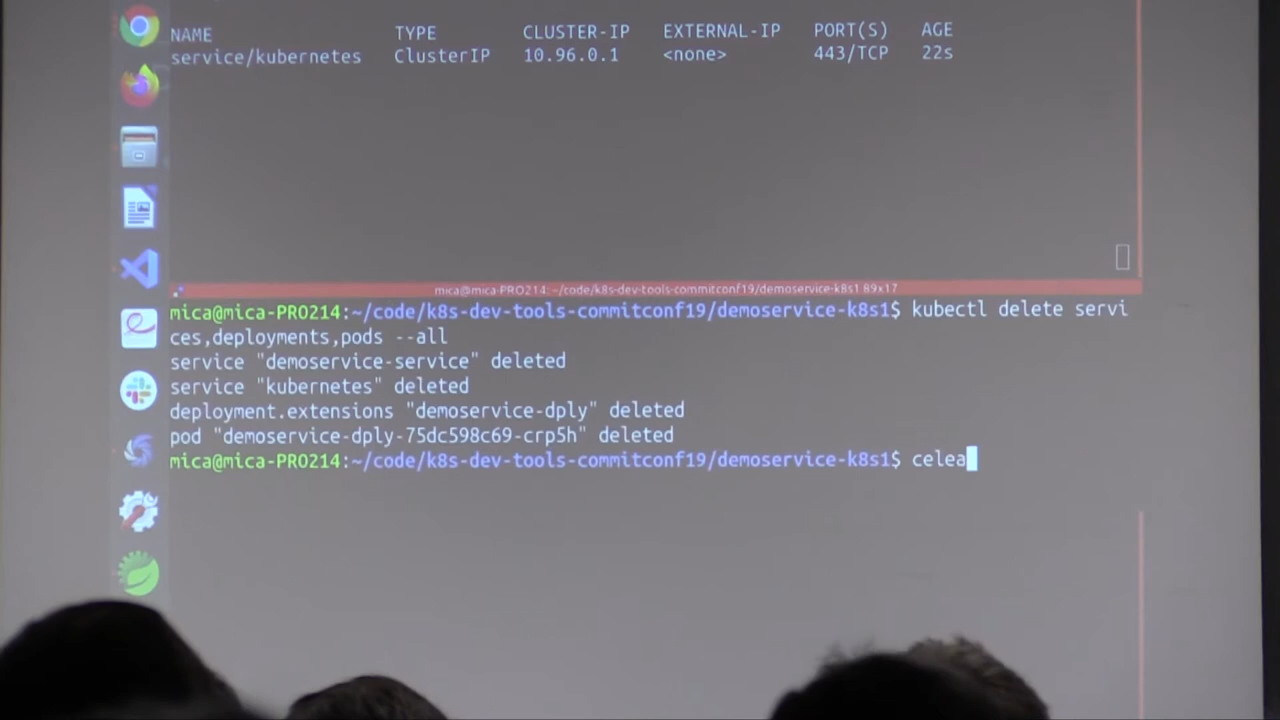 NAME TYPE CLUSTER-IP EXTERNAL-IP PORT(S) AGE
service/kubernetes ClusterIP 10.96.0.1 <none> 443/TCP 22s
mica@mica-PRO214: ~/code/k8s-dev-tools-commitconf19/demoservice-k8s1 89x17
mica@mica-PRO214:~/code/k8s-dev-tools-commitconf19/demoservice-k8s1$ kubectl delete servi
ces,deployments,pods --all
service "demoservice-service" deleted
service "kubernetes" deleted
deployment.extensions "demoservice-dply" deleted
pod "demoservice-dply-75dc598c69-crp5h" deleted
mica@mica-PRO214:~/code/k8s-dev-tools-commitconf19/demoservice-k8s1$ celea